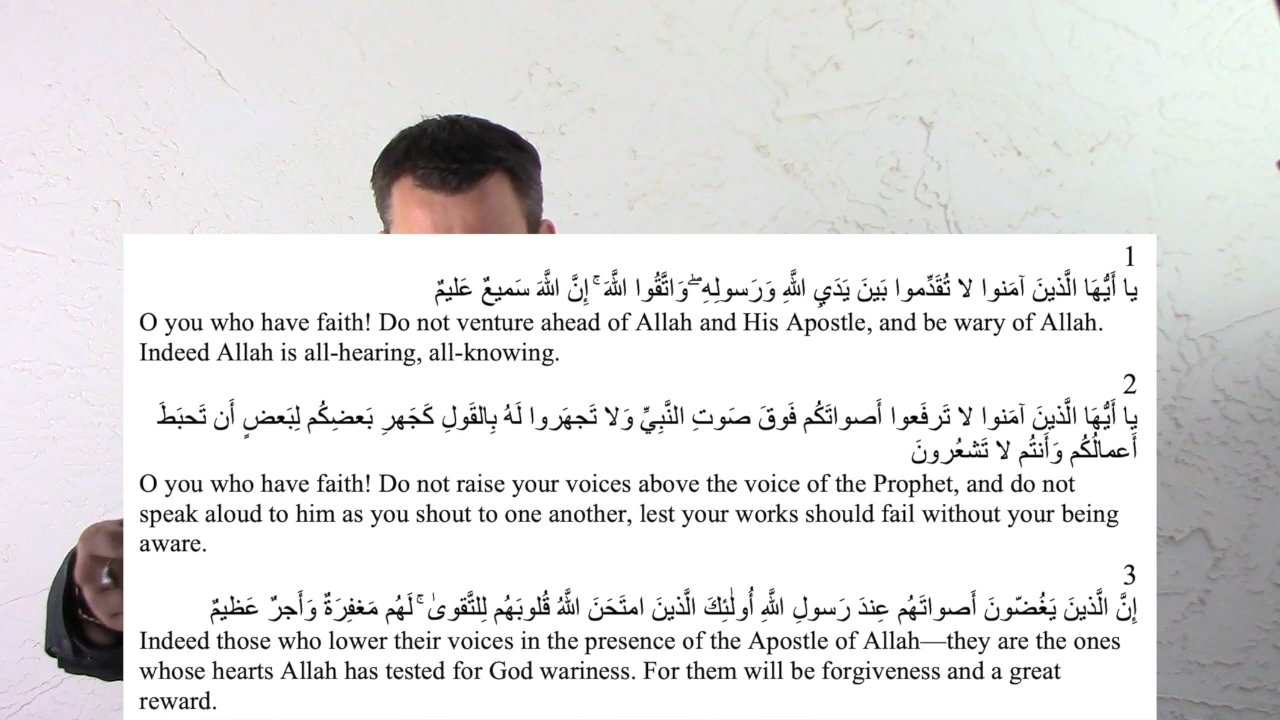 1
يا أَيُّهَا الَّذينَ آمَنوا لا تُقَدِّموا بَينَ يَدَيِ اللَّهِ وَرَسولِهِ ۖ وَاتَّقُوا اللَّهَ ۚ إِنَّ اللَّهَ سَميعٌ عَليمٌ
O you who have faith! Do not venture ahead of Allah and His Apostle, and be wary of Allah.
Indeed Allah is all-hearing, all-knowing.
2
يا أَيُّهَا الَّذينَ آمَنوا لا تَرفَعوا أَصواتَكُم فَوقَ صَوتِ النَّبِيِّ وَلا تَجهَروا لَهُ بِالقَولِ كَجَهرِ بَعضِكُم لِبَعضٍ أَن تَحبَطَ
أَعمالُكُم وَأَنتُم لا تَشعُرونَ
O you who have faith! Do not raise your voices above the voice of the Prophet, and do not
speak aloud to him as you shout to one another, lest your works should fail without your being
aware.
3
إِنَّ الَّذينَ يَغُضّونَ أَصواتَهُم عِندَ رَسولِ اللَّهِ أُولٰئِكَ الَّذينَ امتَحَنَ اللَّهُ قُلوبَهُم لِلتَّقوىٰ ۚ لَهُم مَغفِرَةٌ وَأَجرٌ عَظيمٌ
Indeed those who lower their voices in the presence of the Apostle of Allah—they are the ones
whose hearts Allah has tested for God wariness. For them will be forgiveness and a great
reward.